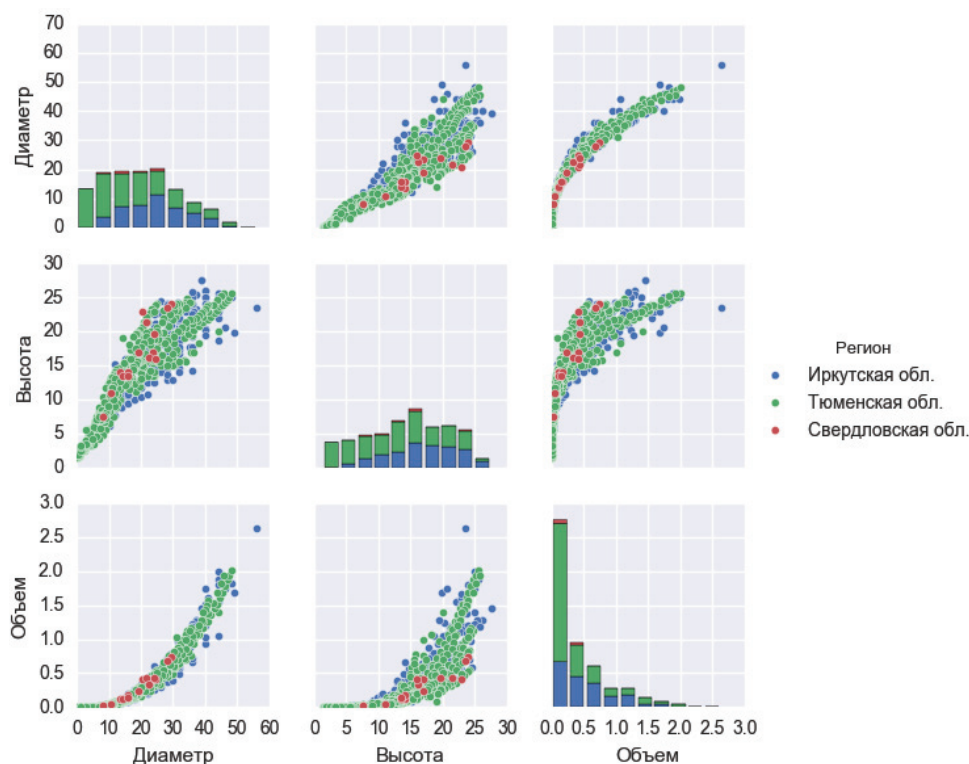 70
60
50
40
30
20
10
0
Диаметр
30
25
20
15
10
5
0
Высота
Регион
Иркутская обл.
Тюменская обл.
Свердловская обл.
3.0
2.5
2.0
1.5
1.0
0.5
0.0
Объем
0 10 20 30 40 50 60
0 5 10 15 20 25 30
0.0 0.5 1.0 1.5 2.0 2.5 3.0
Диаметр
Высота
Объем